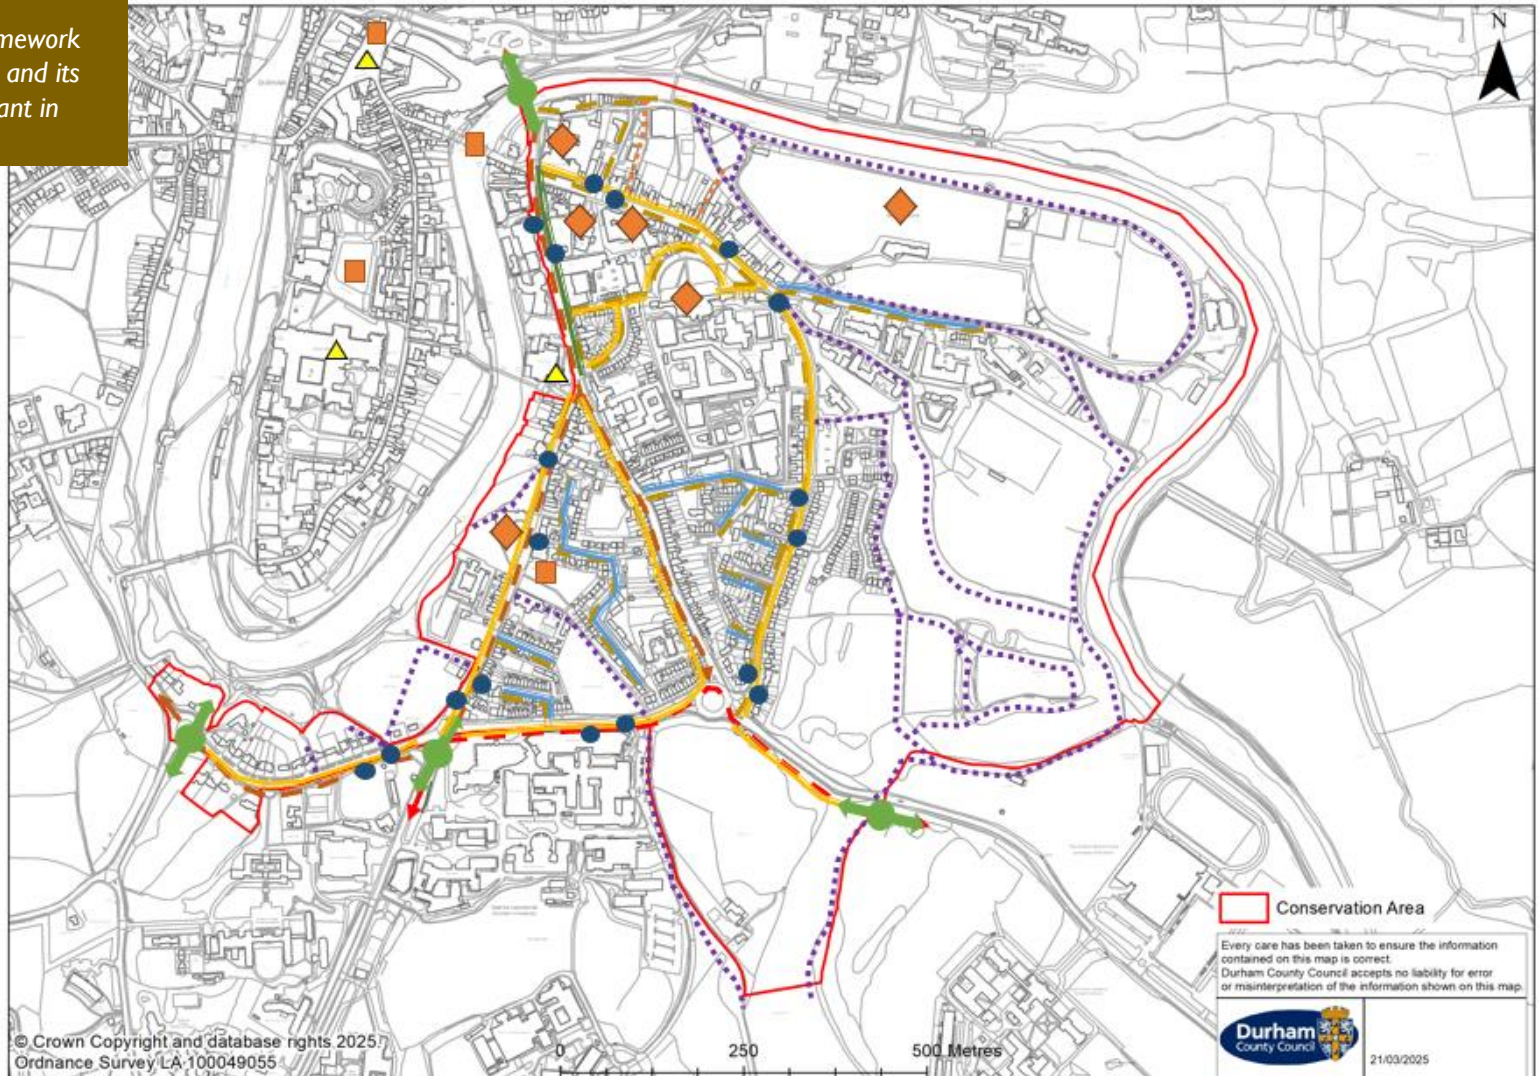 mework
and its
ant in
N
Conservation Area
Every care has been taken to ensure the information
contained on this map is correct.
Durham County Council accepts no liability for error
or misinterpretation of the information shown on this map.
Durham
County Council
21/03/2025
© Crown Copyright and database rights 2025.
Ordnance Survey LA 100049055
0 250 500 Metres